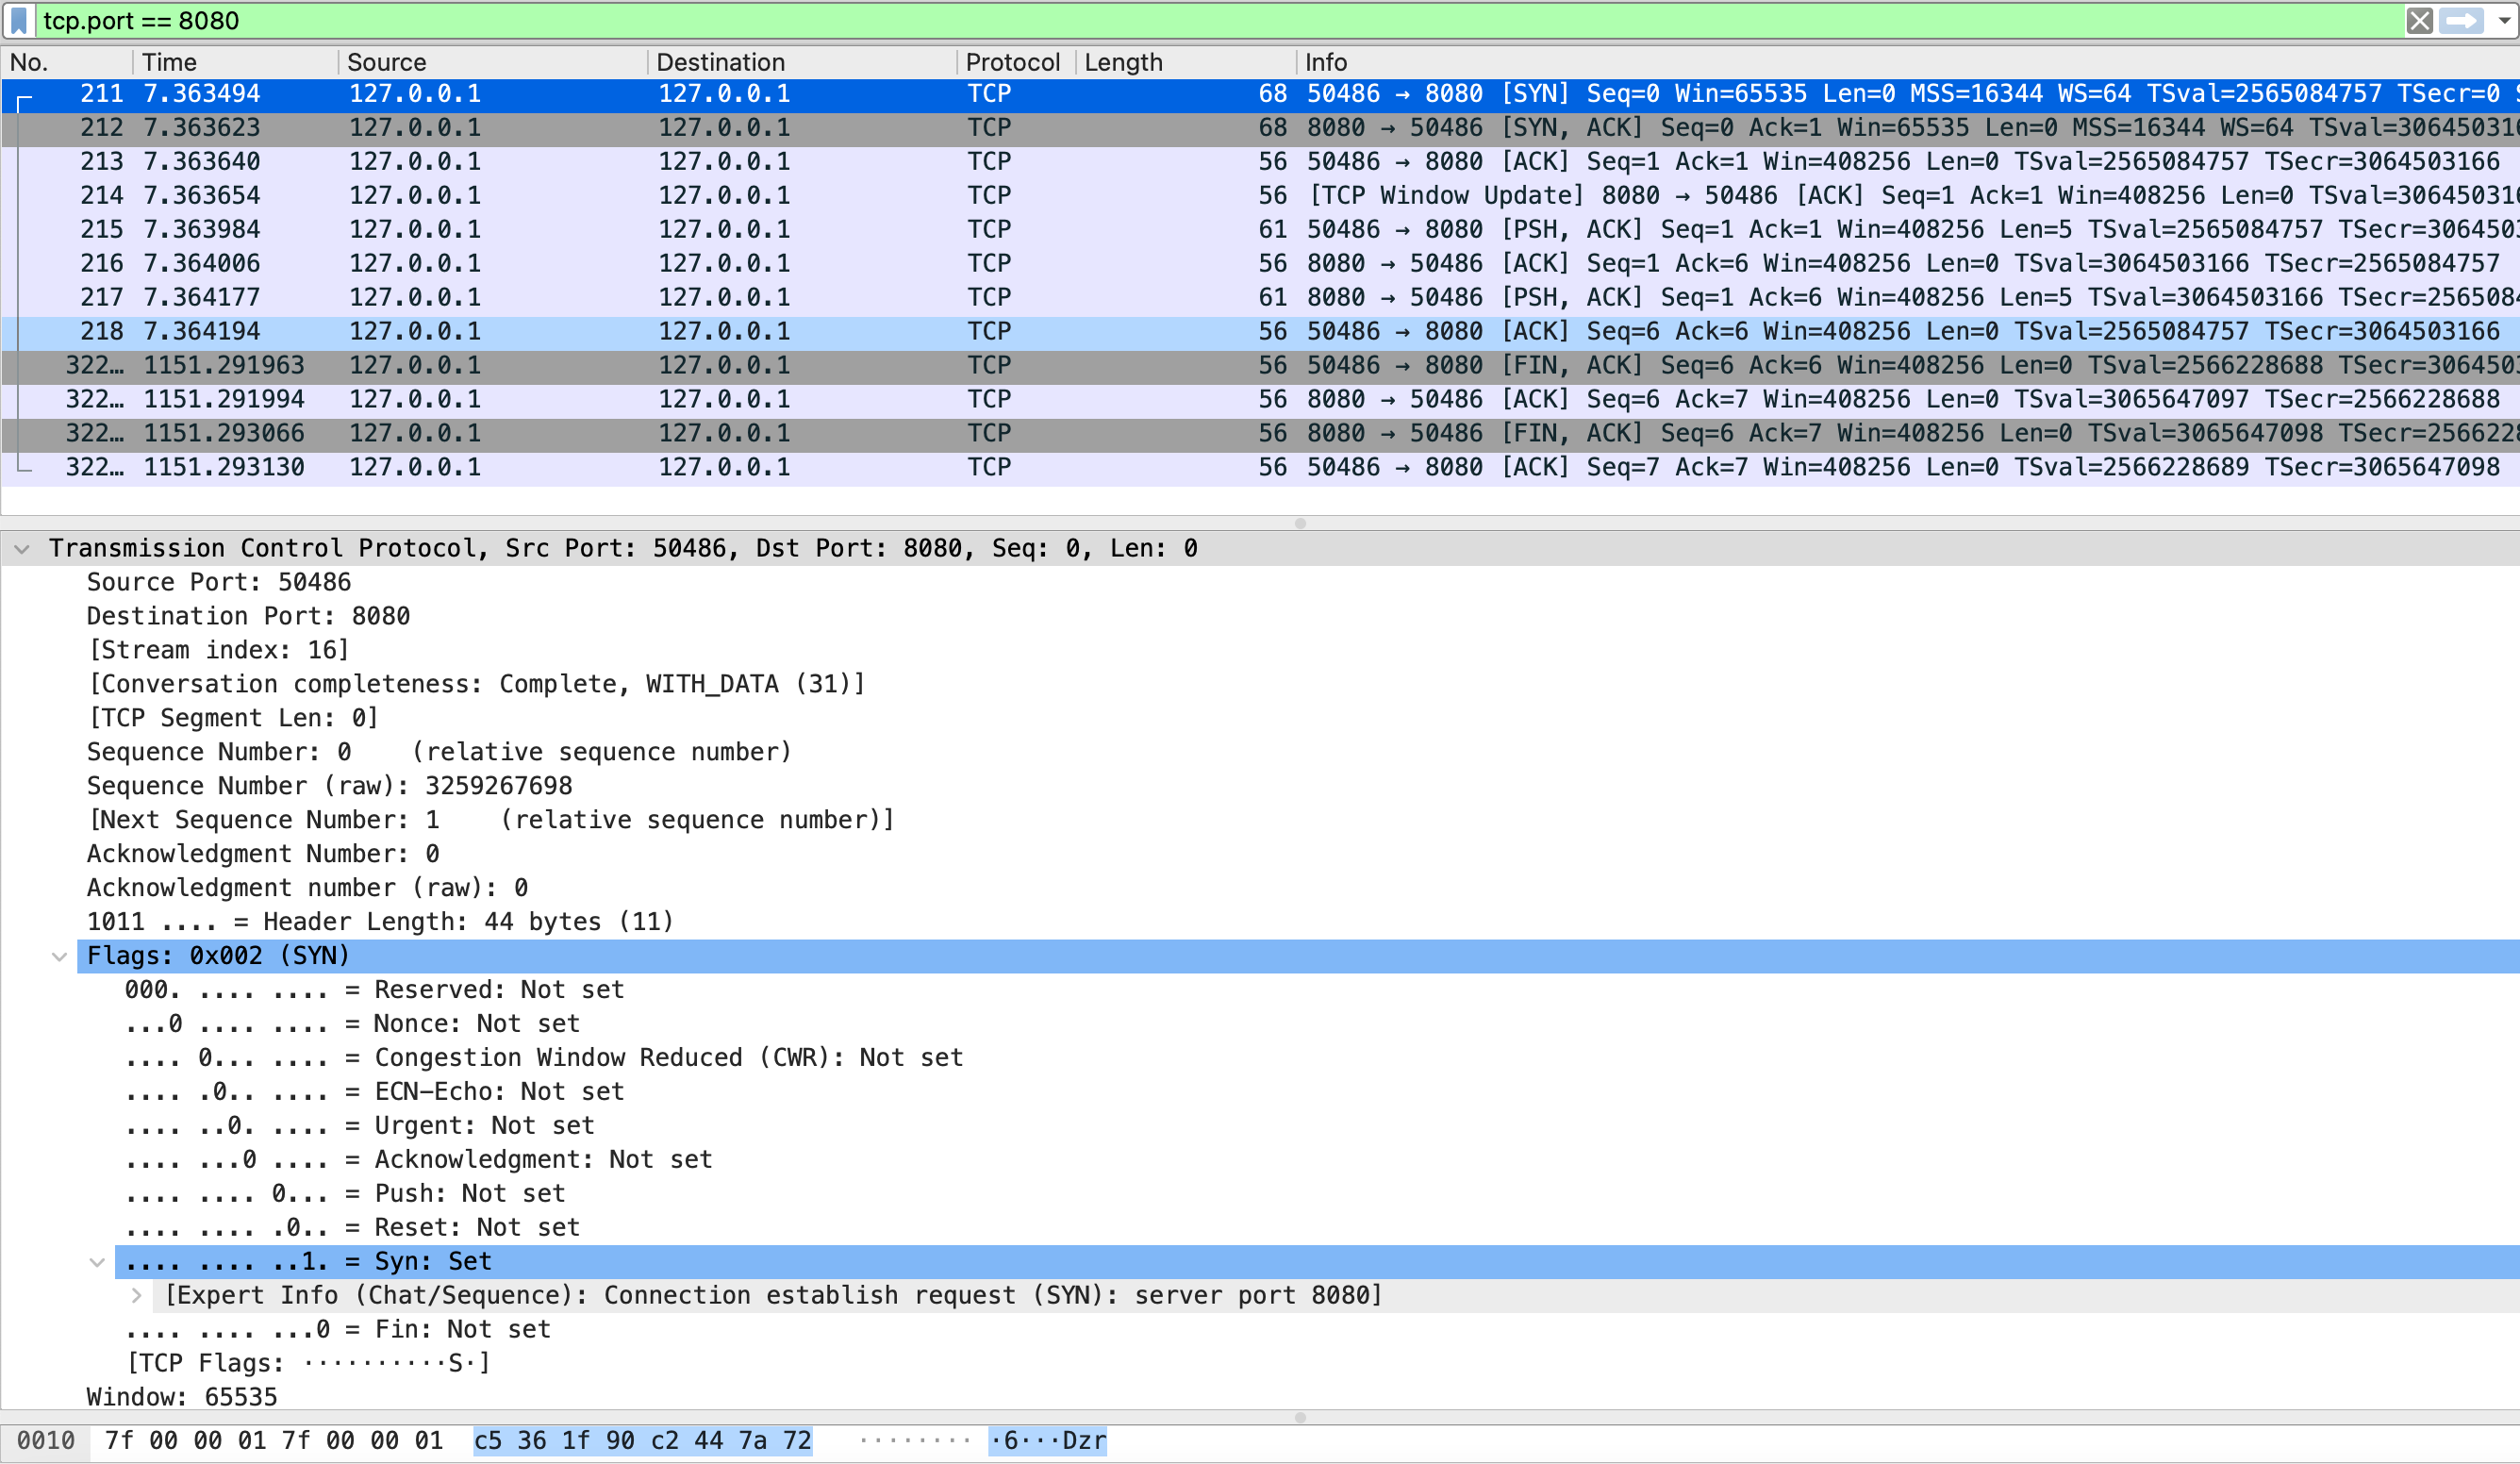 tcp.port == 8080
No. Time Source Destination Protocol Length Info
211 7.363494 127.0.0.1 127.0.0.1 TCP 68 50486 → 8080 [SYN] Seq=0 Win=65535 Len=0 MSS=16344 WS=64 TSval=2565084757 TSecr=0
212 7.363623 127.0.0.1 127.0.0.1 TCP 68 8080 → 50486 [SYN, ACK] Seq=0 Ack=1 Win=65535 Len=0 MSS=16344 WS=64 TSval=306450316
213 7.363640 127.0.0.1 127.0.0.1 TCP 56 50486 → 8080 [ACK] Seq=1 Ack=1 Win=408256 Len=0 TSval=2565084757 TSecr=3064503166
214 7.363654 127.0.0.1 127.0.0.1 TCP 56 [TCP Window Update] 8080 → 50486 [ACK] Seq=1 Ack=1 Win=408256 Len=0 TSval=306450316
215 7.363984 127.0.0.1 127.0.0.1 TCP 61 50486 → 8080 [PSH, ACK] Seq=1 Ack=1 Win=408256 Len=5 TSval=2565084757 TSecr=3064503
216 7.364006 127.0.0.1 127.0.0.1 TCP 56 8080 → 50486 [ACK] Seq=1 Ack=6 Win=408256 Len=0 TSval=3064503166 TSecr=2565084757
217 7.364177 127.0.0.1 127.0.0.1 TCP 61 8080 → 50486 [PSH, ACK] Seq=1 Ack=6 Win=408256 Len=5 TSval=3064503166 TSecr=2565084
218 7.364194 127.0.0.1 127.0.0.1 TCP 56 50486 → 8080 [ACK] Seq=6 Ack=6 Win=408256 Len=0 TSval=2565084757 TSecr=3064503166
322… 1151.291963 127.0.0.1 127.0.0.1 TCP 56 50486 → 8080 [FIN, ACK] Seq=6 Ack=6 Win=408256 Len=0 TSval=2566228688 TSecr=3064503
322… 1151.291994 127.0.0.1 127.0.0.1 TCP 56 8080 → 50486 [ACK] Seq=6 Ack=7 Win=408256 Len=0 TSval=3065647097 TSecr=2566228688
322… 1151.293066 127.0.0.1 127.0.0.1 TCP 56 8080 → 50486 [FIN, ACK] Seq=6 Ack=7 Win=408256 Len=0 TSval=3065647098 TSecr=2566228
322… 1151.293130 127.0.0.1 127.0.0.1 TCP 56 50486 → 8080 [ACK] Seq=7 Ack=7 Win=408256 Len=0 TSval=2566228689 TSecr=3065647098
Transmission Control Protocol, Src Port: 50486, Dst Port: 8080, Seq: 0, Len: 0
Source Port: 50486
Destination Port: 8080
[Stream index: 16]
[Conversation completeness: Complete, WITH_DATA (31)]
[TCP Segment Len: 0]
Sequence Number: 0    (relative sequence number)
Sequence Number (raw): 3259267698
[Next Sequence Number: 1    (relative sequence number)]
Acknowledgment Number: 0
Acknowledgment number (raw): 0
1011 .... = Header Length: 44 bytes (11)
Flags: 0x002 (SYN)
000. .... .... = Reserved: Not set
...0 .... .... = Nonce: Not set
.... 0... .... = Congestion Window Reduced (CWR): Not set
.... .0.. .... = ECN-Echo: Not set
.... ..0. .... = Urgent: Not set
.... ...0 .... = Acknowledgment: Not set
.... .... 0... = Push: Not set
.... .... .0.. = Reset: Not set
.... .... ..1. = Syn: Set
[Expert Info (Chat/Sequence): Connection establish request (SYN): server port 8080]
.... .... ...0 = Fin: Not set
[TCP Flags: ··········S·]
Window: 65535
0010 7f 00 00 01 7f 00 00 01 c5 36 1f 90 c2 44 7a 72 ········ ·6···Dzr